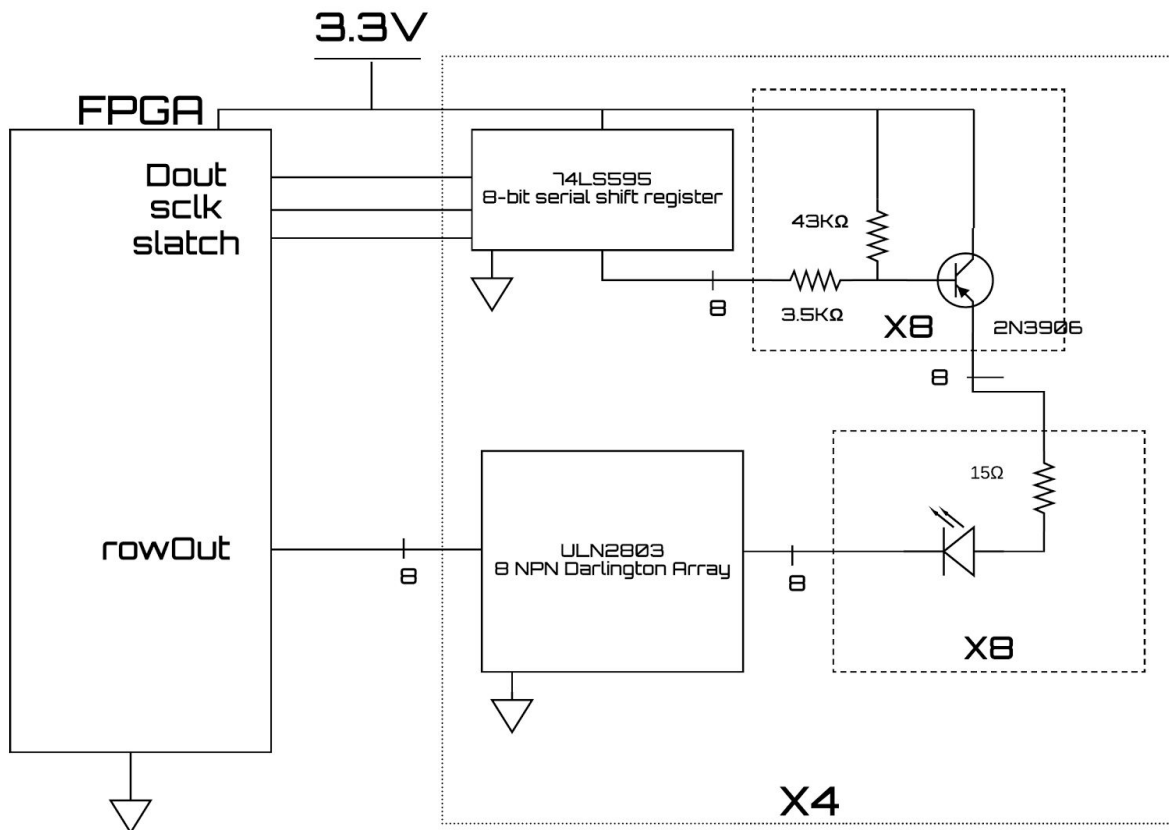 3.3V
FPGA
Dout
sclk
slatch
74LS595
8-bit serial shift register
43KΩ
3.5KΩ
8
X8
2N3906
8
15Ω
rowOut
8
ULN2803
8 NPN Darlington Array
8
X8
X4